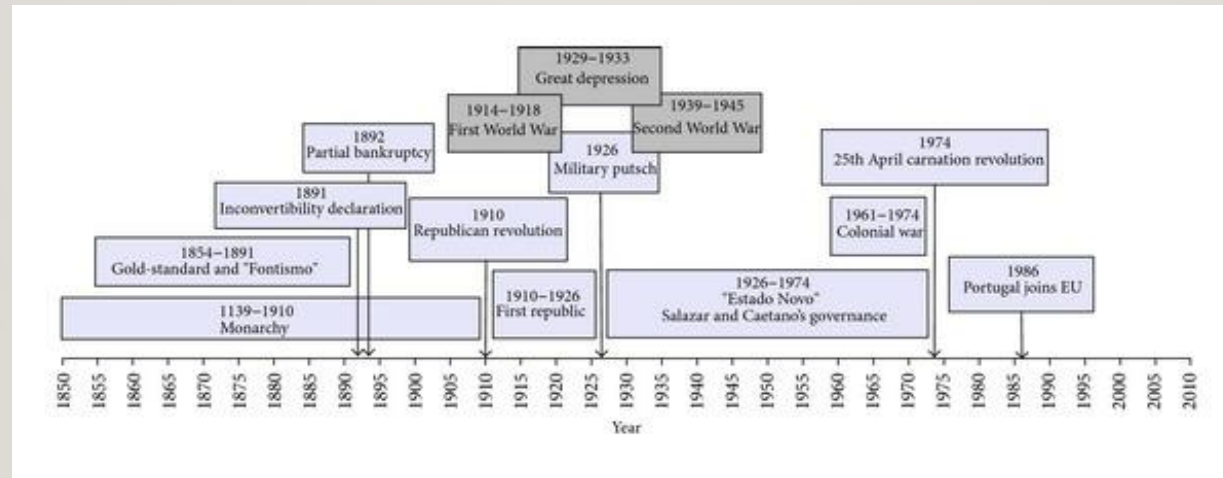 1929–1933
Great depression
1914–1918
First World War
1939–1945
Second World War
1892
Partial bankruptcy
1926
Military putsch
1974
25th April carnation revolution
1891
Inconvertibility declaration
1910
Republican revolution
1961–1974
Colonial war
1854–1891
Gold-standard and "Fontismo"
1986
Portugal joins EU
1910–1926
First republic
1926–1974
"Estado Novo"
Salazar and Caetano's governance
1139–1910
Monarchy
1850 1855 1860 1865 1870 1875 1880 1885 1890 1895 1900 1905 1910 1915 1920 1925 1930 1935 1940 1945 1950 1955 1960 1965 1970 1975 1980 1985 1990 1995 2000 2005 2010
Year